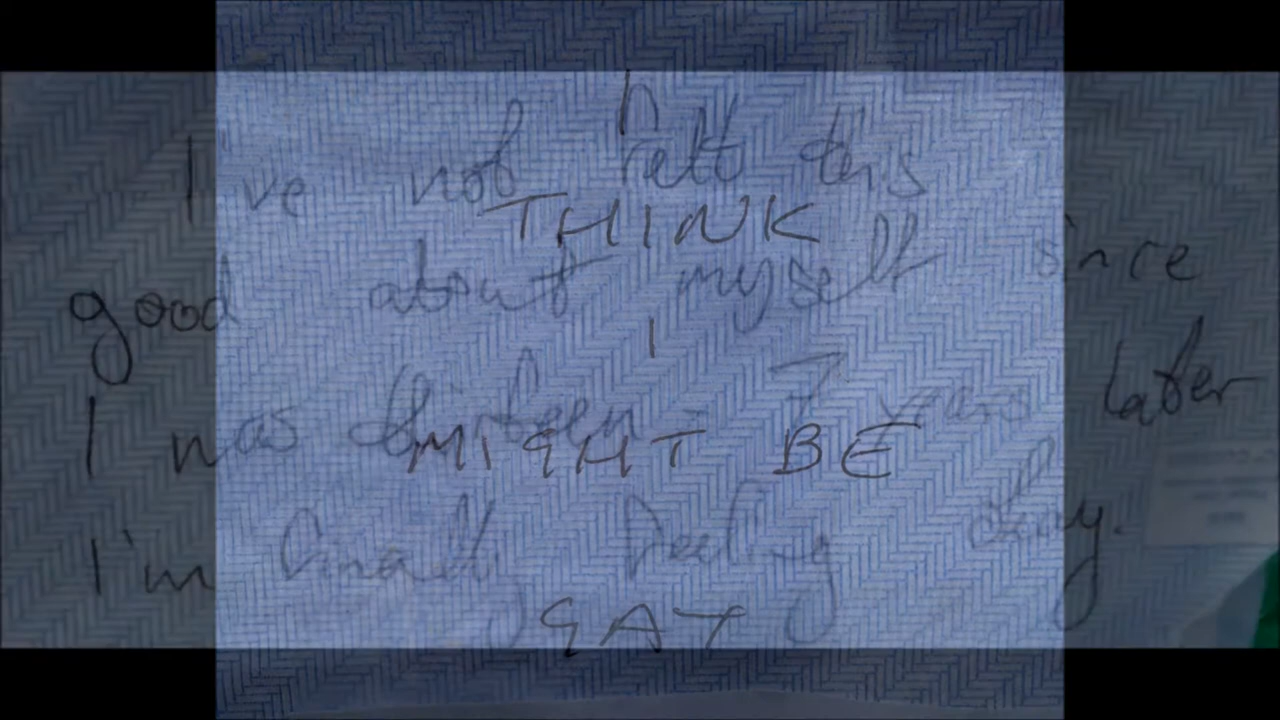 I've not felt this
good about myself since
I was thirteen - 7 years later
I'm finally feeling okay.
I
THINK
I
MIGHT BE
GAY